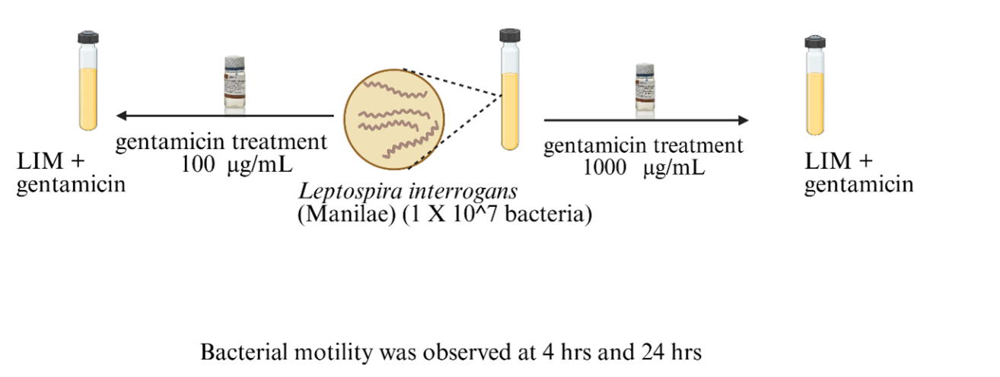 gentamicin treatment
100 μg/mL
LIM +
gentamicin
Leptospira interrogans
(Manilae) (1 X 10^7 bacteria)
gentamicin treatment
1000 μg/mL
LIM +
gentamicin
Bacterial motility was observed at 4 hrs and 24 hrs